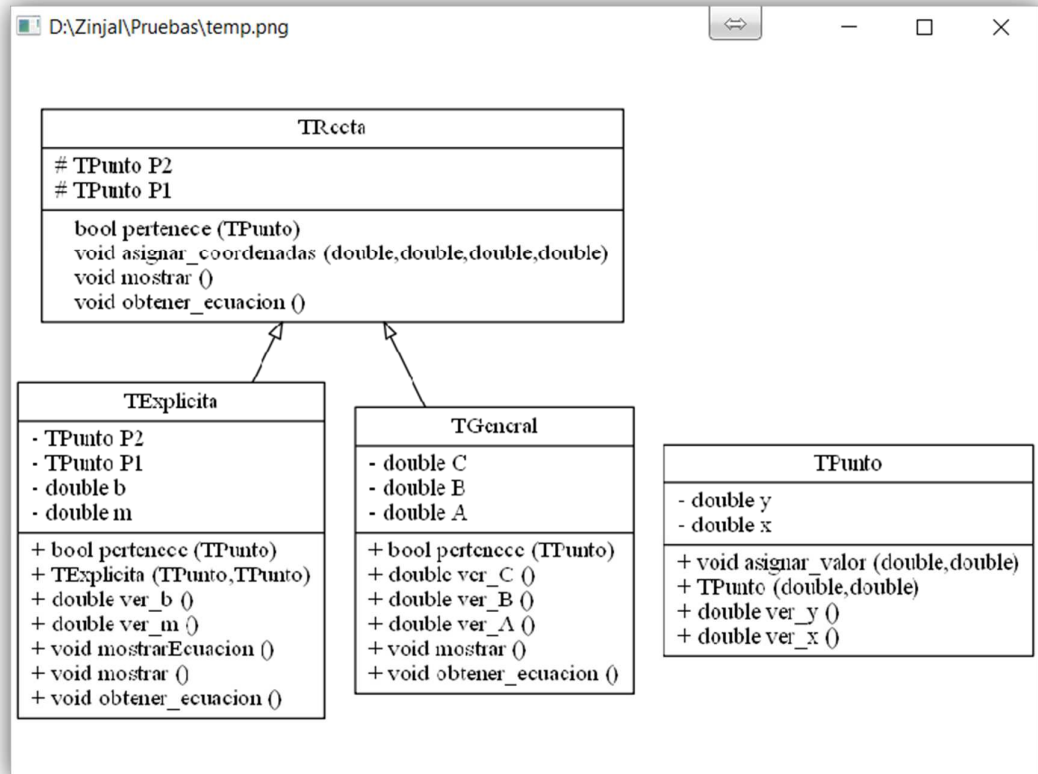 D:\Zinjal\Pruebas\temp.png
TRecta
# TPunto P2
# TPunto P1
bool pertenece (TPunto)
void asignar_coordenadas (double,double,double,double)
void mostrar ()
void obtener_ecuacion ()
TExplicita
- TPunto P2
- TPunto P1
- double b
- double m
+ bool pertenece (TPunto)
+ TExplicita (TPunto,TPunto)
+ double ver_b ()
+ double ver_m ()
+ void mostrarEcuacion ()
+ void mostrar ()
+ void obtener_ecuacion ()
TGeneral
- double C
- double B
- double A
+ bool pertenece (TPunto)
+ double ver_C ()
+ double ver_B ()
+ double ver_A ()
+ void mostrar ()
+ void obtener_ecuacion ()
TPunto
- double y
- double x
+ void asignar_valor (double,double)
+ TPunto (double,double)
+ double ver_y ()
+ double ver_x ()